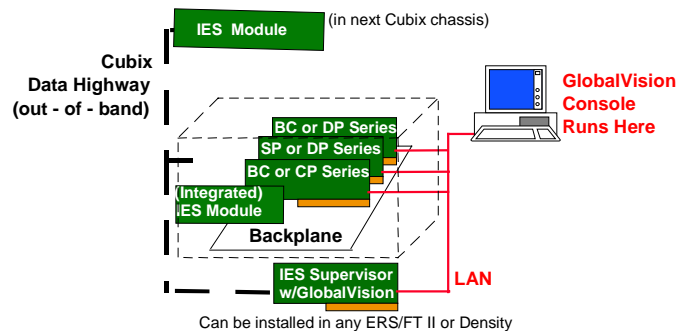 IES Module
(in next Cubix chassis)
Cubix
Data Highway
(out - of - band)
GlobalVision
Console
Runs Here
BC or DP Series
SP or DP Series
BC or CP Series
(Integrated)
IES Module
Backplane
IES Supervisor
w/GlobalVision
LAN
Can be installed in any ERS/FT II or Density